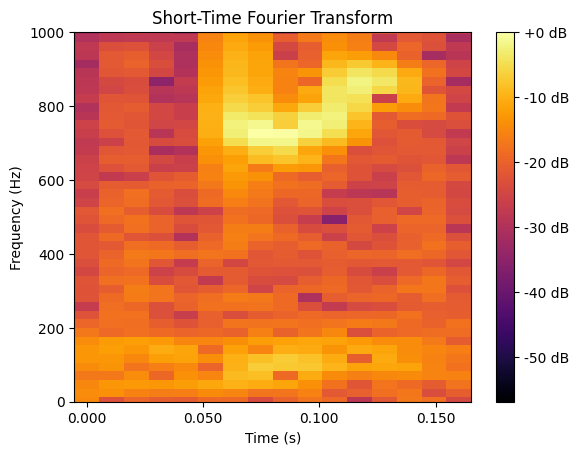 Short-Time Fourier Transform
1000
800
600
400
200
0
Frequency (Hz)
0.000
0.050
0.100
0.150
Time (s)
+0 dB
-10 dB
-20 dB
-30 dB
-40 dB
-50 dB